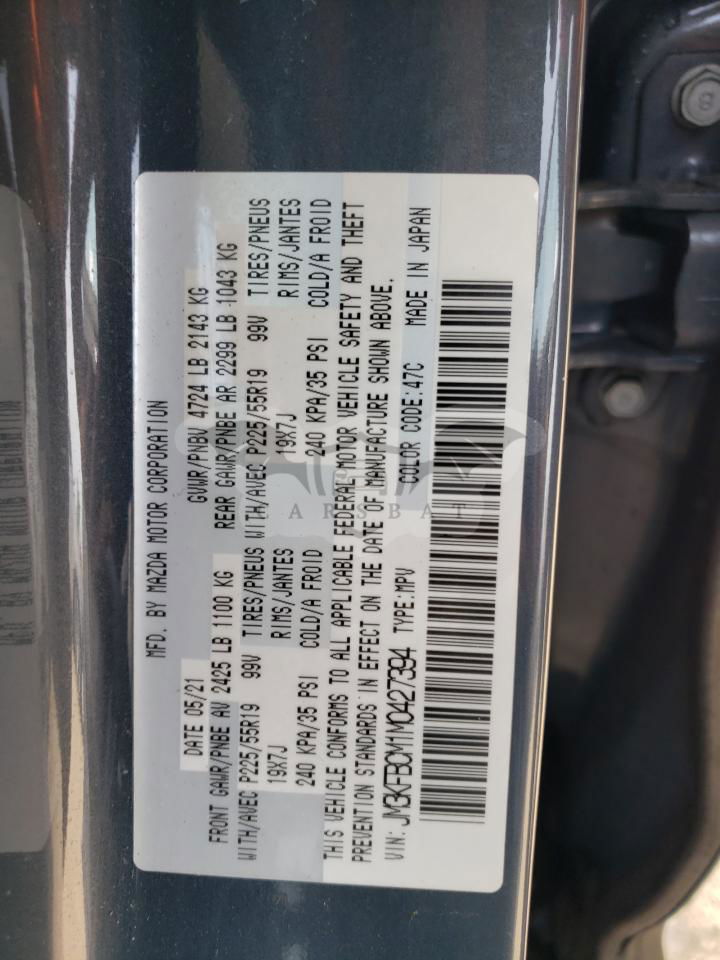 MFD. BY MAZDA MOTOR CORPORATION
DATE 05/21 GVWR/PNBV 4724 LB 2143 KG
FRONT GAWR/PNBE AV 2425 LB 1100 KG REAR GAWR/PNBE AR 2299 LB 1043 KG
WITH/AVEC P225/55R19 99V TIRES/PNEUS WITH/AVEC P225/55R19 99V TIRES/PNEUS
19X7J RIMS/JANTES 19X7J RIMS/JANTES
240 KPA/35 PSI COLD/A FROID 240 KPA/35 PSI COLD/A FROID
THIS VEHICLE CONFORMS TO ALL APPLICABLE FEDERAL MOTOR VEHICLE SAFETY AND THEFT
PREVENTION STANDARDS IN EFFECT ON THE DATE OF MANUFACTURE SHOWN ABOVE.
VIN: JM3KFBCM1M0427394 TYPE:MPV COLOR CODE:47C MADE IN JAPAN
CARSBAT
8